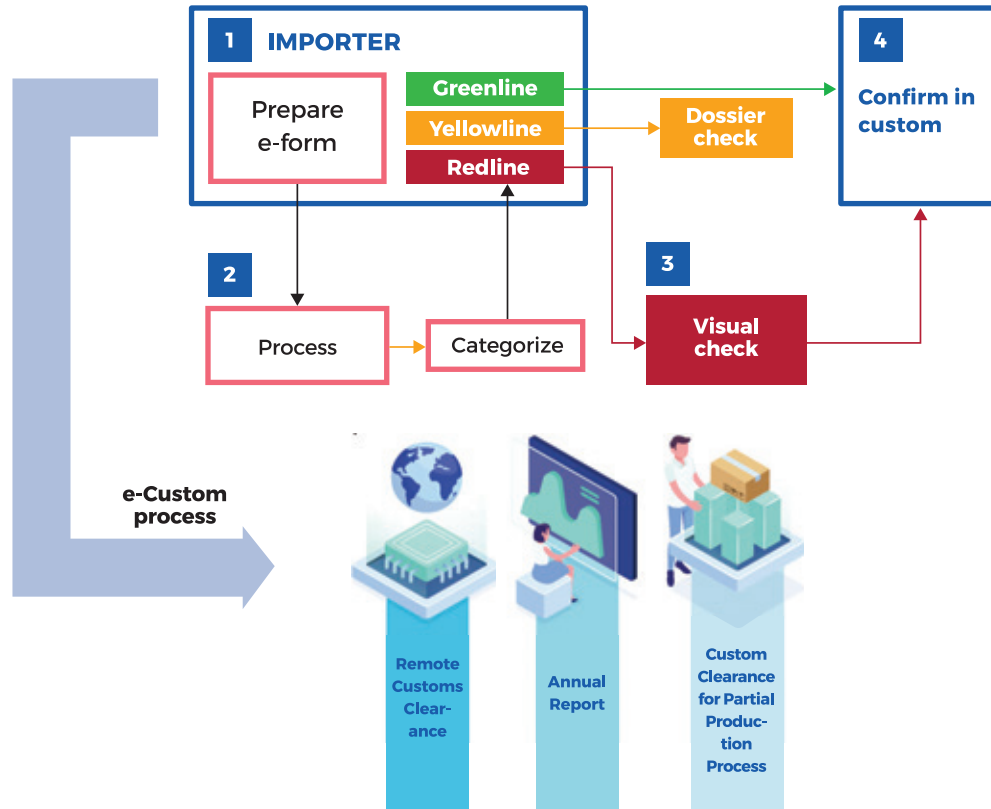 1
IMPORTER
Prepare
e-form
Greenline
Yellowline
Redline
Dossier
check
4
Confirm in
custom
2
Process
Categorize
3
Visual
check
e-Custom
process
Remote
Customs
Clear-
ance
Annual
Report
Custom
Clearance
for Partial
Produc-
tion
Process